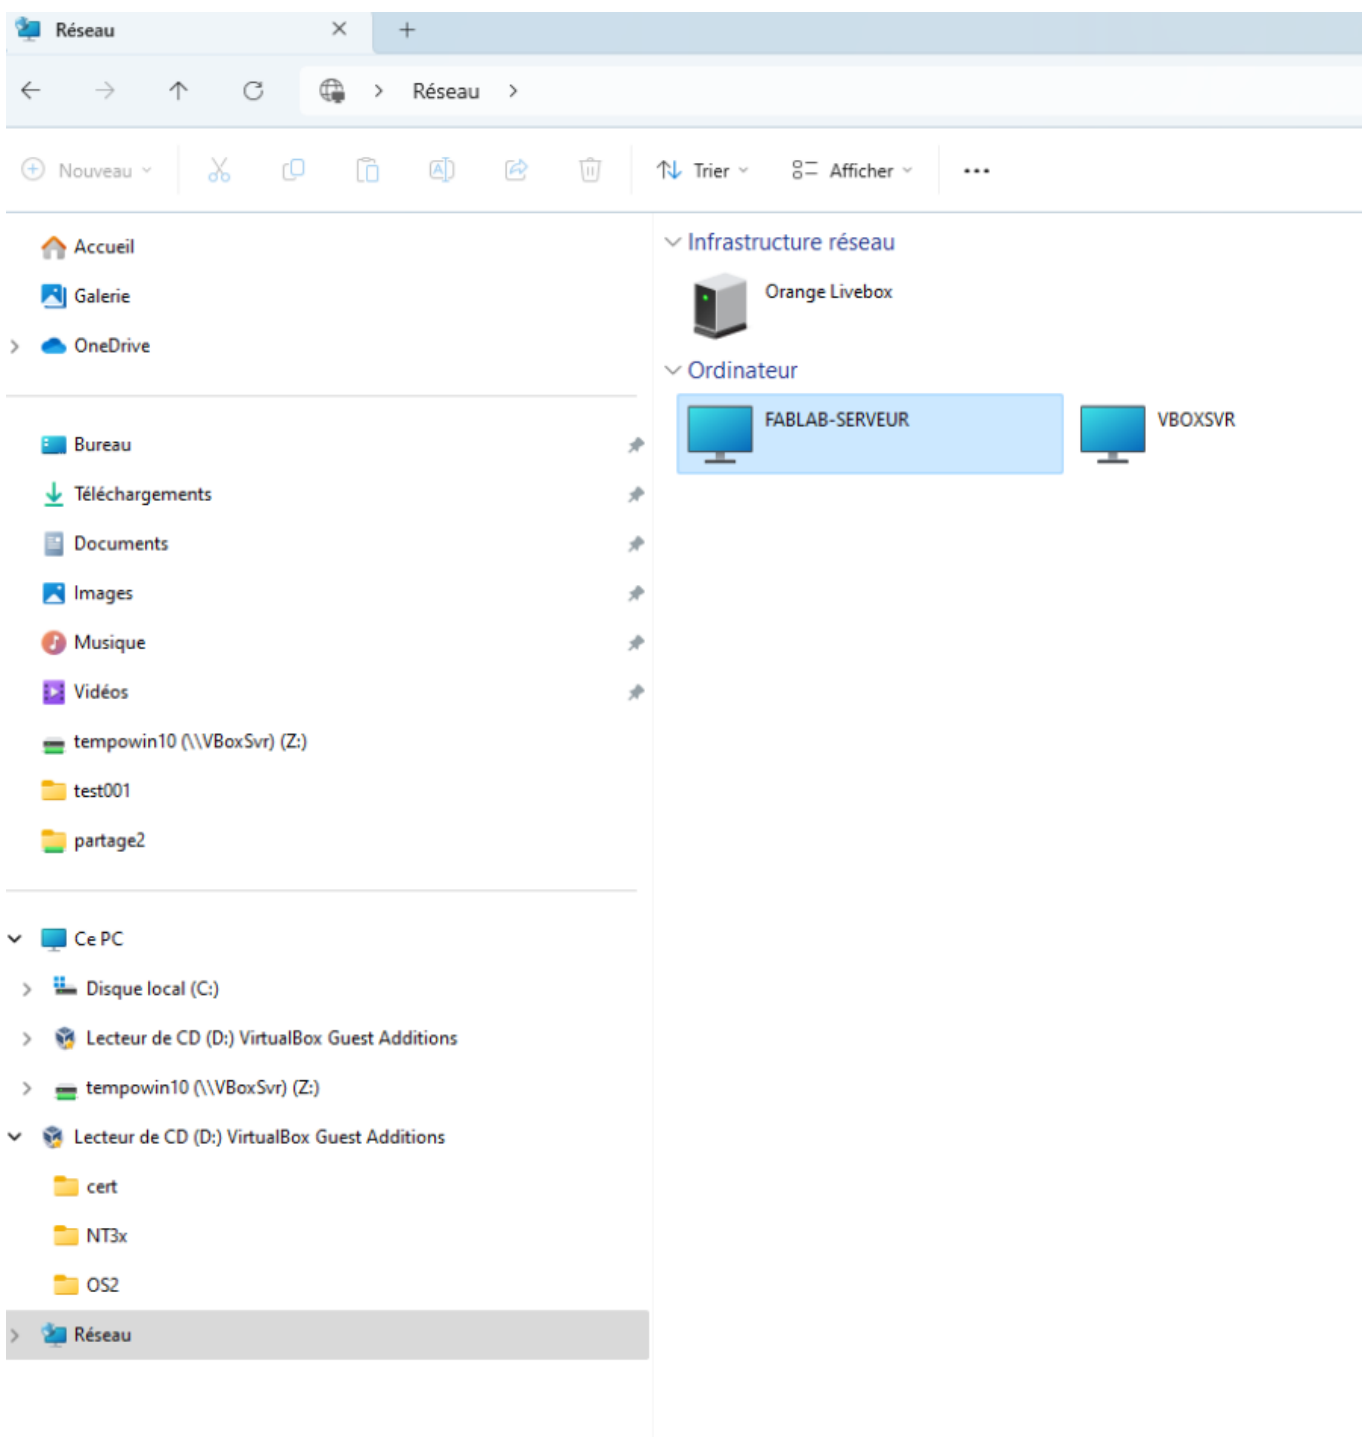 Réseau
Réseau
Nouveau
Trier
Afficher
Accueil
Galerie
OneDrive
Bureau
Téléchargements
Documents
Images
Musique
Vidéos
tempowin10 (\\VBoxSvr) (Z:)
test001
partage2
Ce PC
Disque local (C:)
Lecteur de CD (D:) VirtualBox Guest Additions
tempowin10 (\\VBoxSvr) (Z:)
Lecteur de CD (D:) VirtualBox Guest Additions
cert
NT3x
OS2
Réseau
Infrastructure réseau
Orange Livebox
Ordinateur
FABLAB-SERVEUR
VBOXSVR